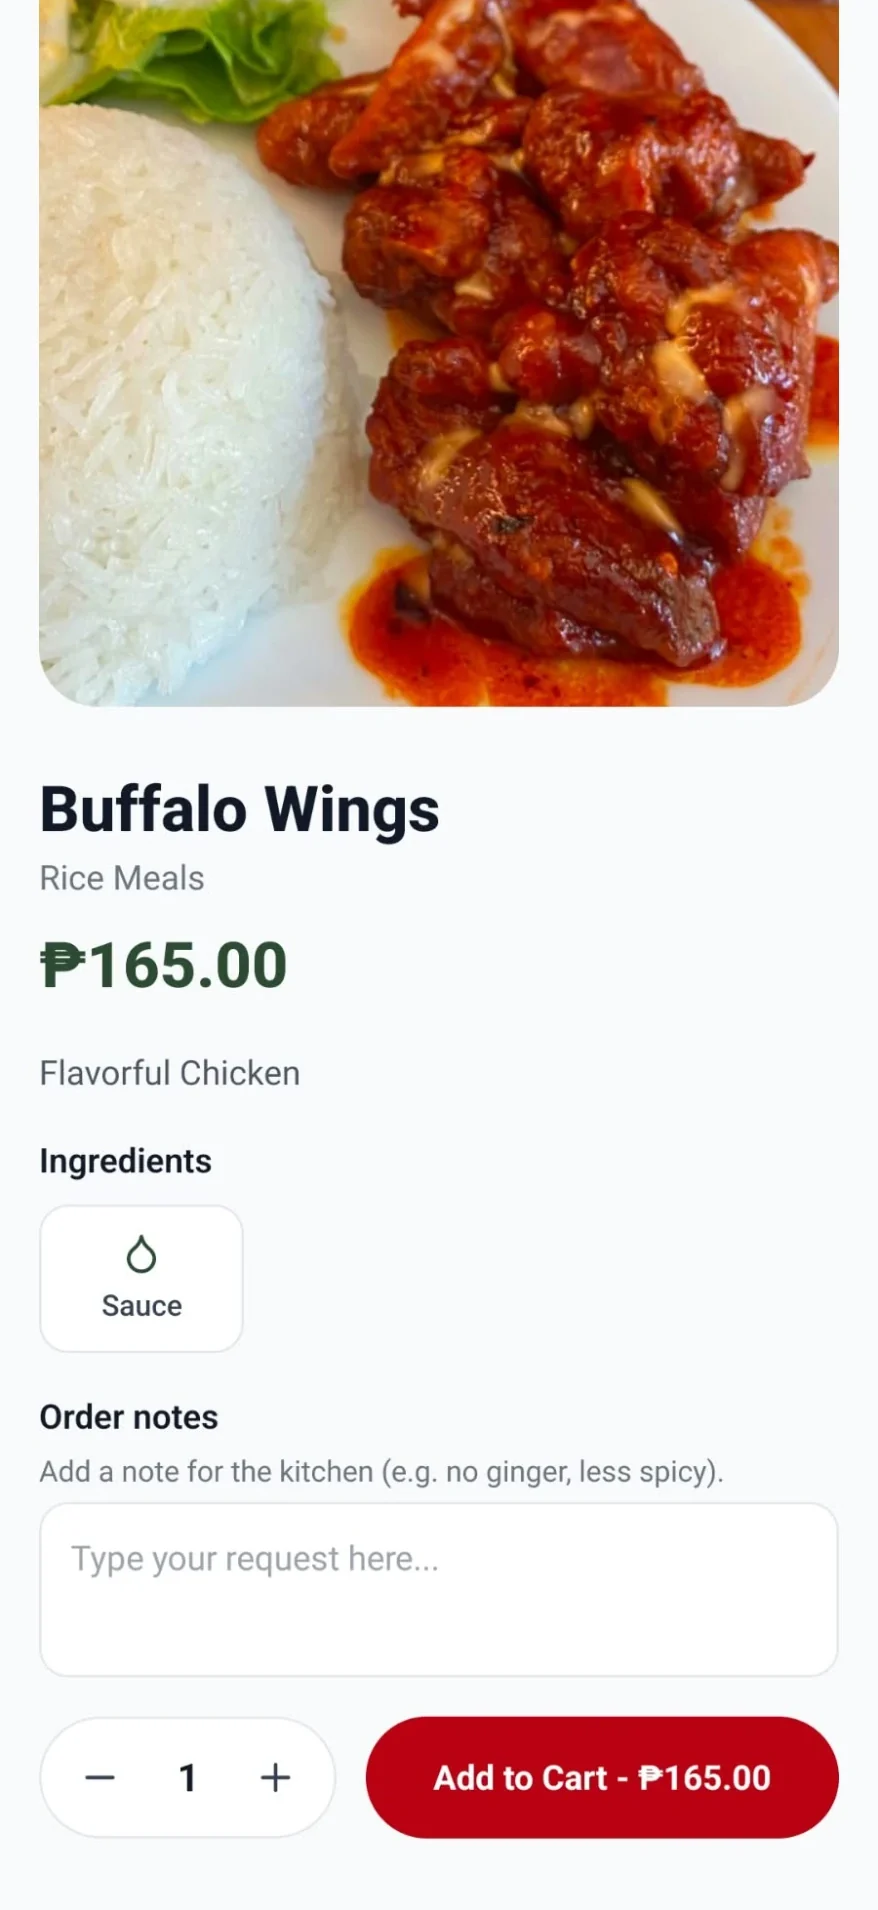 Buffalo Wings
Rice Meals
₱165.00
Flavorful Chicken
Ingredients
Sauce
Order notes
Add a note for the kitchen (e.g. no ginger, less spicy).
Type your request here...
1
Add to Cart - ₱165.00